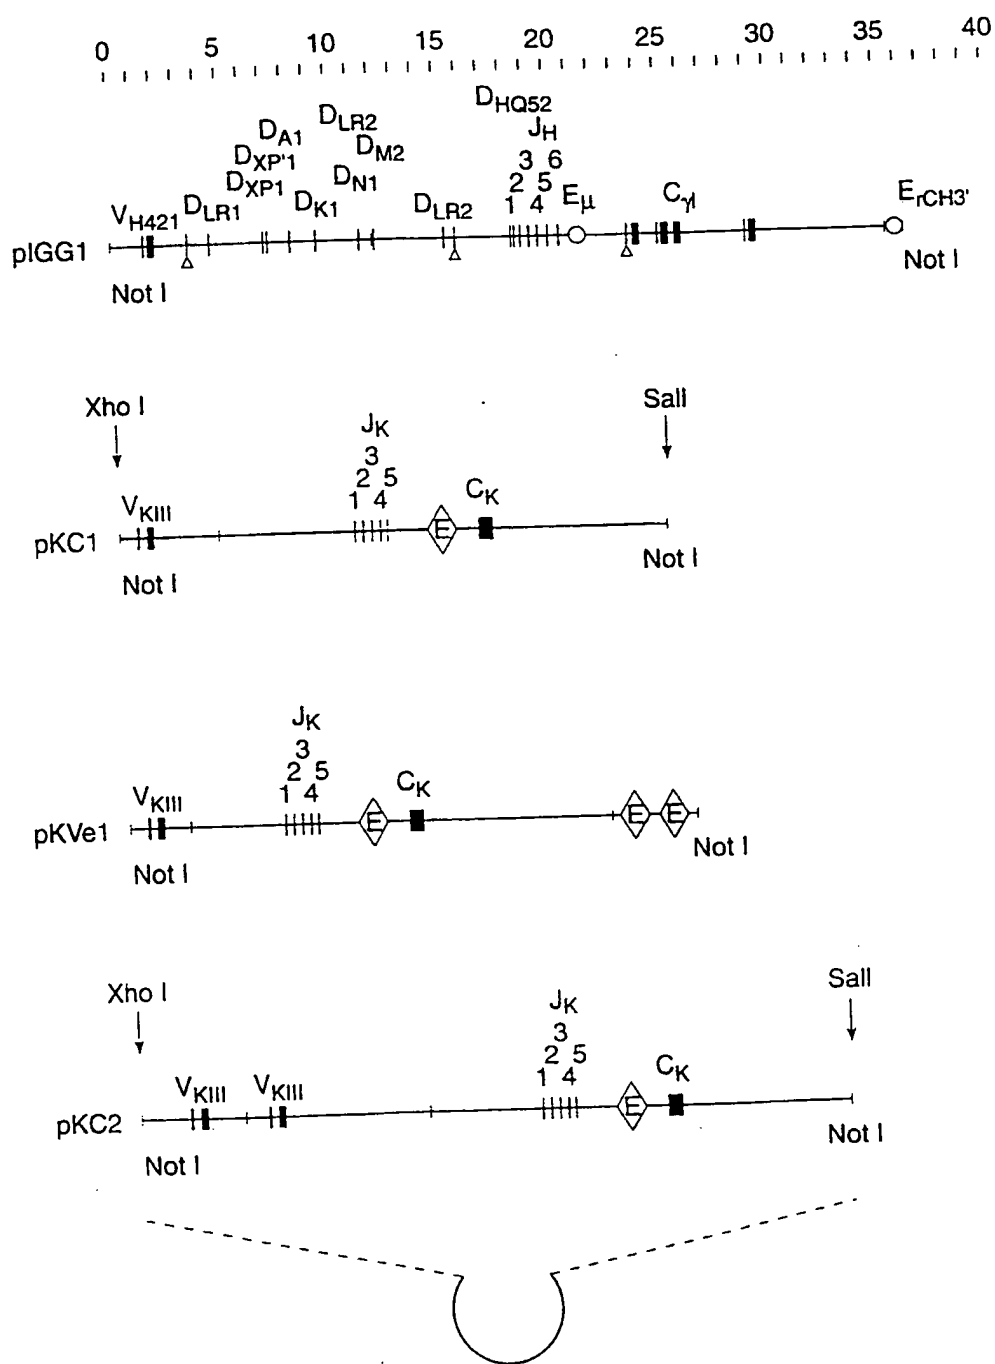 0 5 10 15 20 25 30 35 40
DHQ52
DLR2 JH
DA1 DM2 3 6
DXP'1 DN1 2 5
DXP1 DK1 1 4 Eμ
VH421 DLR1 DLR2 CγI ErCH3'
pIGG1
Not I Not I
Xho I SalI
JK
3
2 5
1 4
VKIII E CK
pKC1
Not I Not I
JK
3
2 5
1 4
VKIII E CK E E
pKVe1
Not I Not I
Xho I SalI
JK
3
2 5
1 4
VKIII VKIII E CK
pKC2
Not I Not I